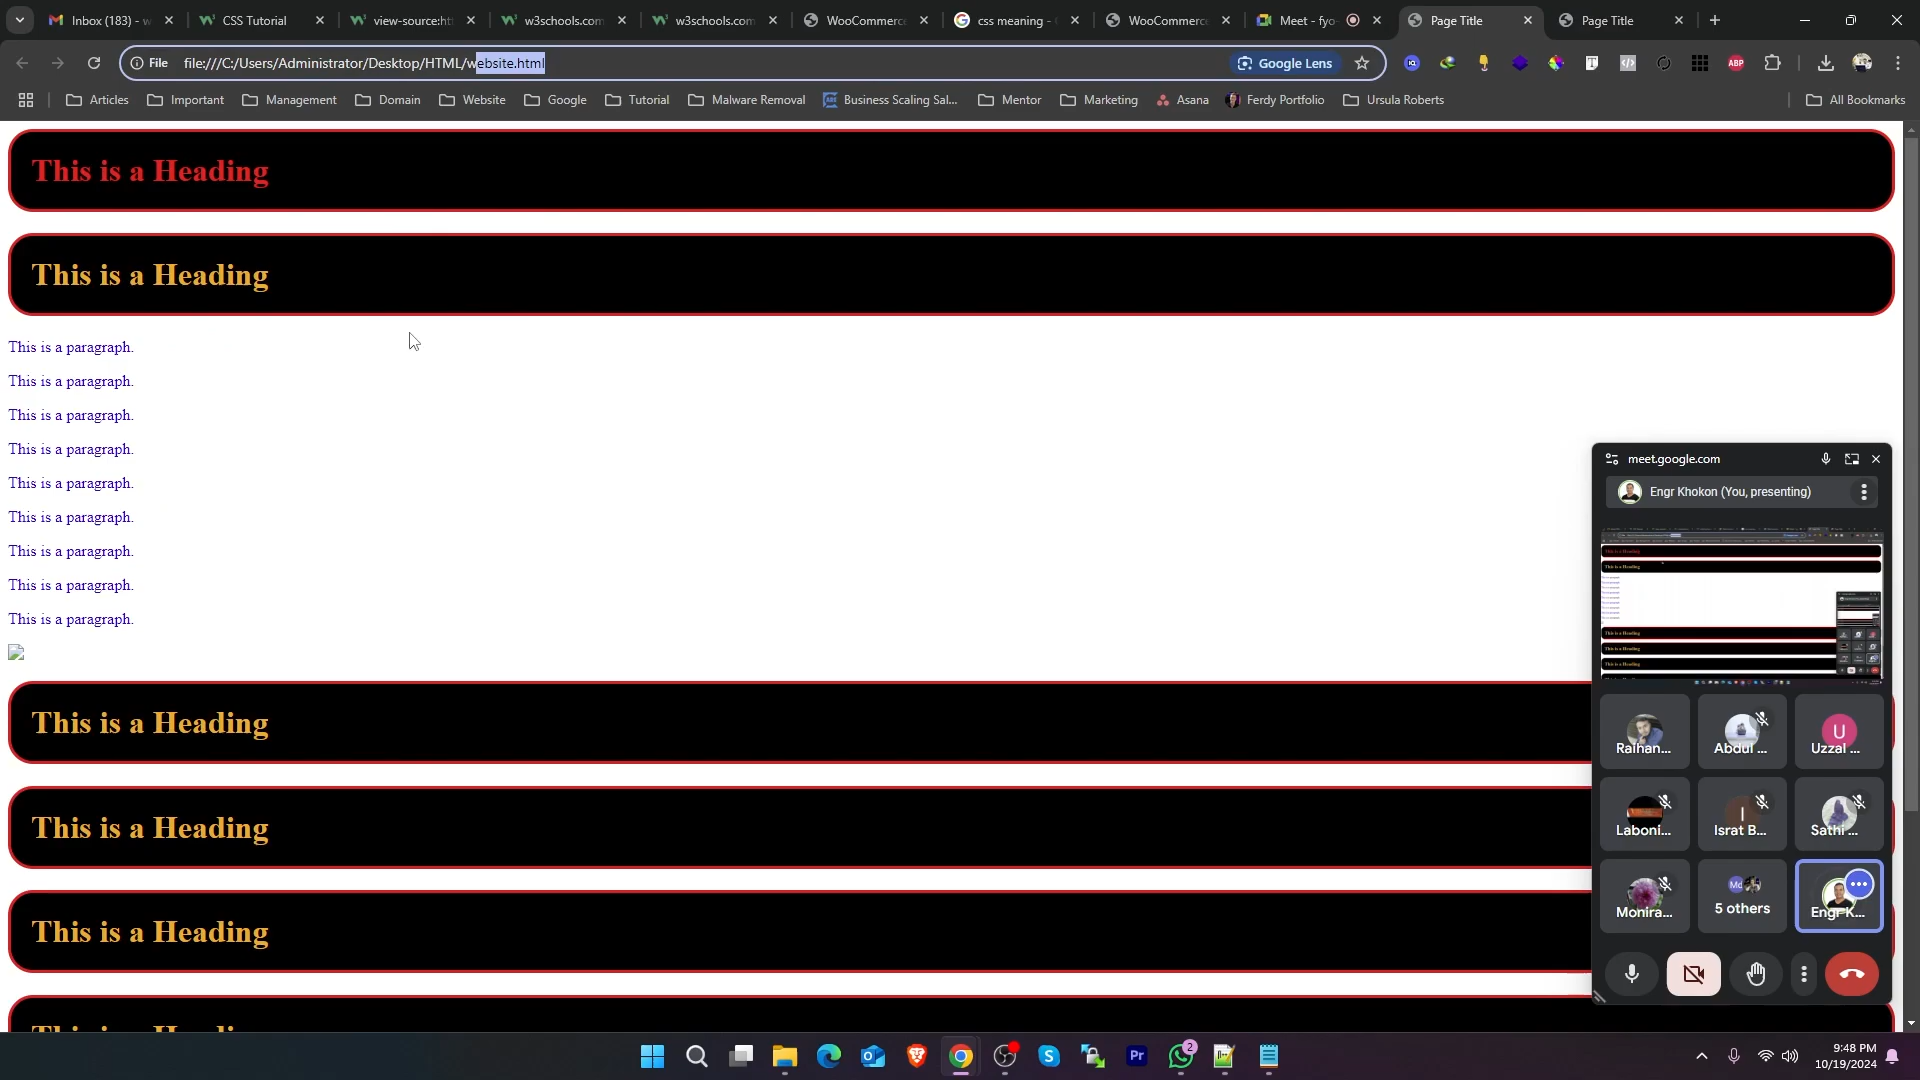 Inbox (183) - w
CSS Tutorial
view-source:ht
w3schools.com
w3schools.com
WooCommerce
css meaning -
WooCommerce
Meet - fyo-
Page Title
Page Title
File
file:///C:/Users/Administrator/Desktop/HTML/website.html
Google Lens
ABP
Articles
Important
Management
Domain
Website
Google
Tutorial
Malware Removal
Business Scaling Sal...
Mentor
Marketing
Asana
Ferdy Portfolio
Ursula Roberts
All Bookmarks
This is a Heading
This is a Heading
This is a paragraph.
This is a paragraph.
This is a paragraph.
This is a paragraph.
This is a paragraph.
This is a paragraph.
This is a paragraph.
This is a paragraph.
This is a paragraph.
This is a Heading
This is a Heading
This is a Heading
This is a Heading
meet.google.com
Engr Khokon (You, presenting)
Raihan...
Abdul ...
U
Uzzal ...
Laboni...
I
Israt B...
Sathi ...
Monira...
5 others
Engr K...
Pr
2
9:48 PM
10/19/2024